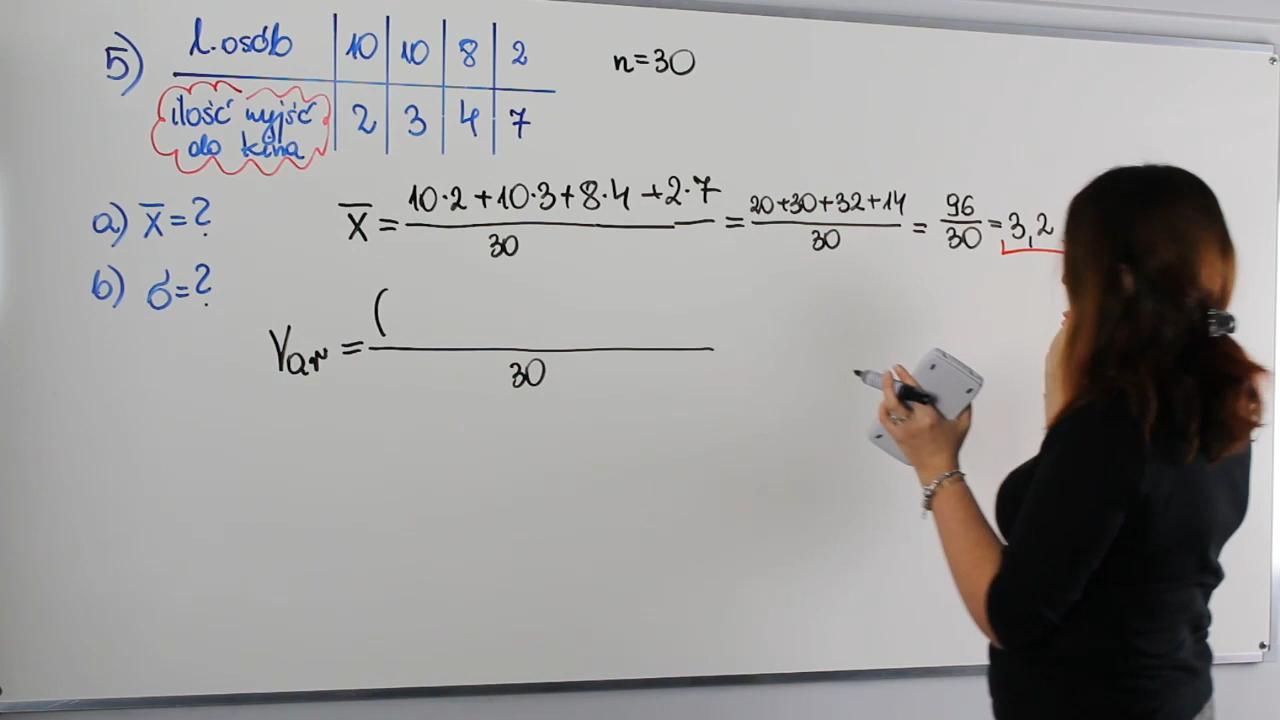 5) l. osób | 10 | 10 | 8 | 2 n=30
ilość wyjść | 2 | 3 | 4 | 7
do kina
a) x̄=? x̄ = (10·2+10·3+8·4+2·7)/30 = (20+30+32+14)/30 = 96/30 = 3,2
b) σ=?
Var = ( /30